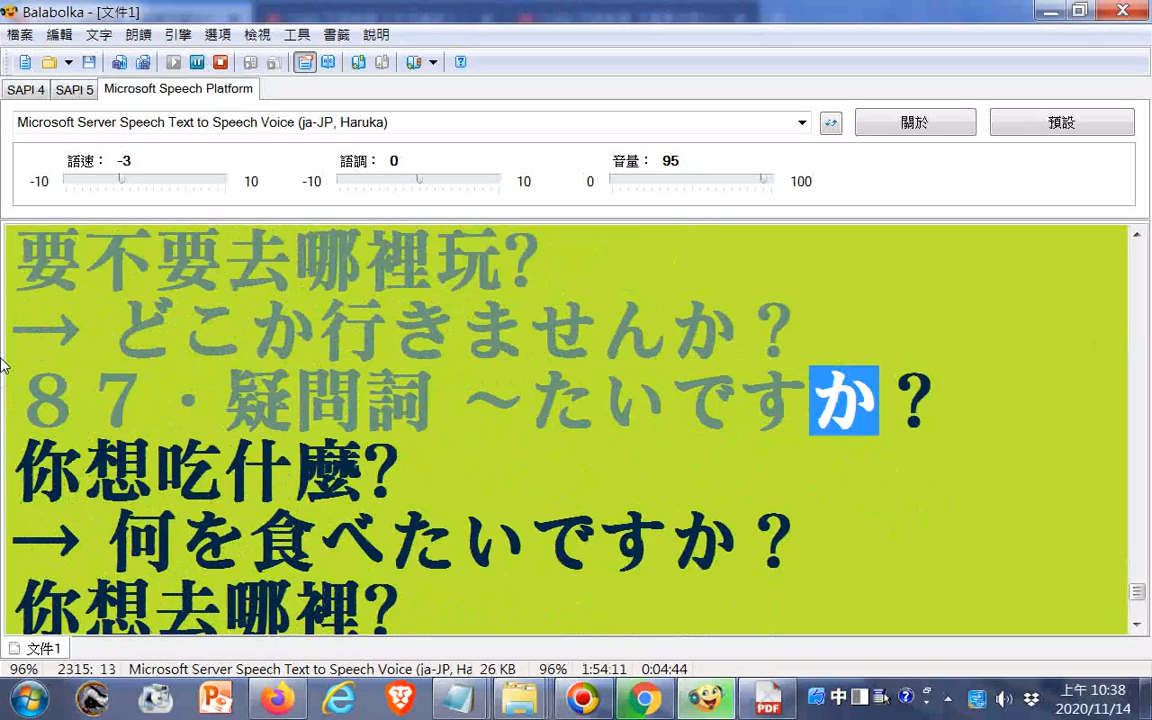 Balabolka - [文件1]
檔案 編輯 文字 朗讀 引擎 選項 檢視 工具 書籤 說明
SAPI 4 SAPI 5 Microsoft Speech Platform
Microsoft Server Speech Text to Speech Voice (ja-JP, Haruka) 關於 預設
語速： -3 語調： 0 音量： 95
-10 10 -10 10 0 100
要不要去哪裡玩?
→ どこか行きませんか？
８７・疑問詞 ～たいですか？
你想吃什麼?
→ 何を食べたいですか？
你想去哪裡?
文件1
96% 2315: 13 Microsoft Server Speech Text to Speech Voice (ja-JP, Ha 26 KB 96% 1:54:11 0:04:44
中 上午 10:38
2020/11/14